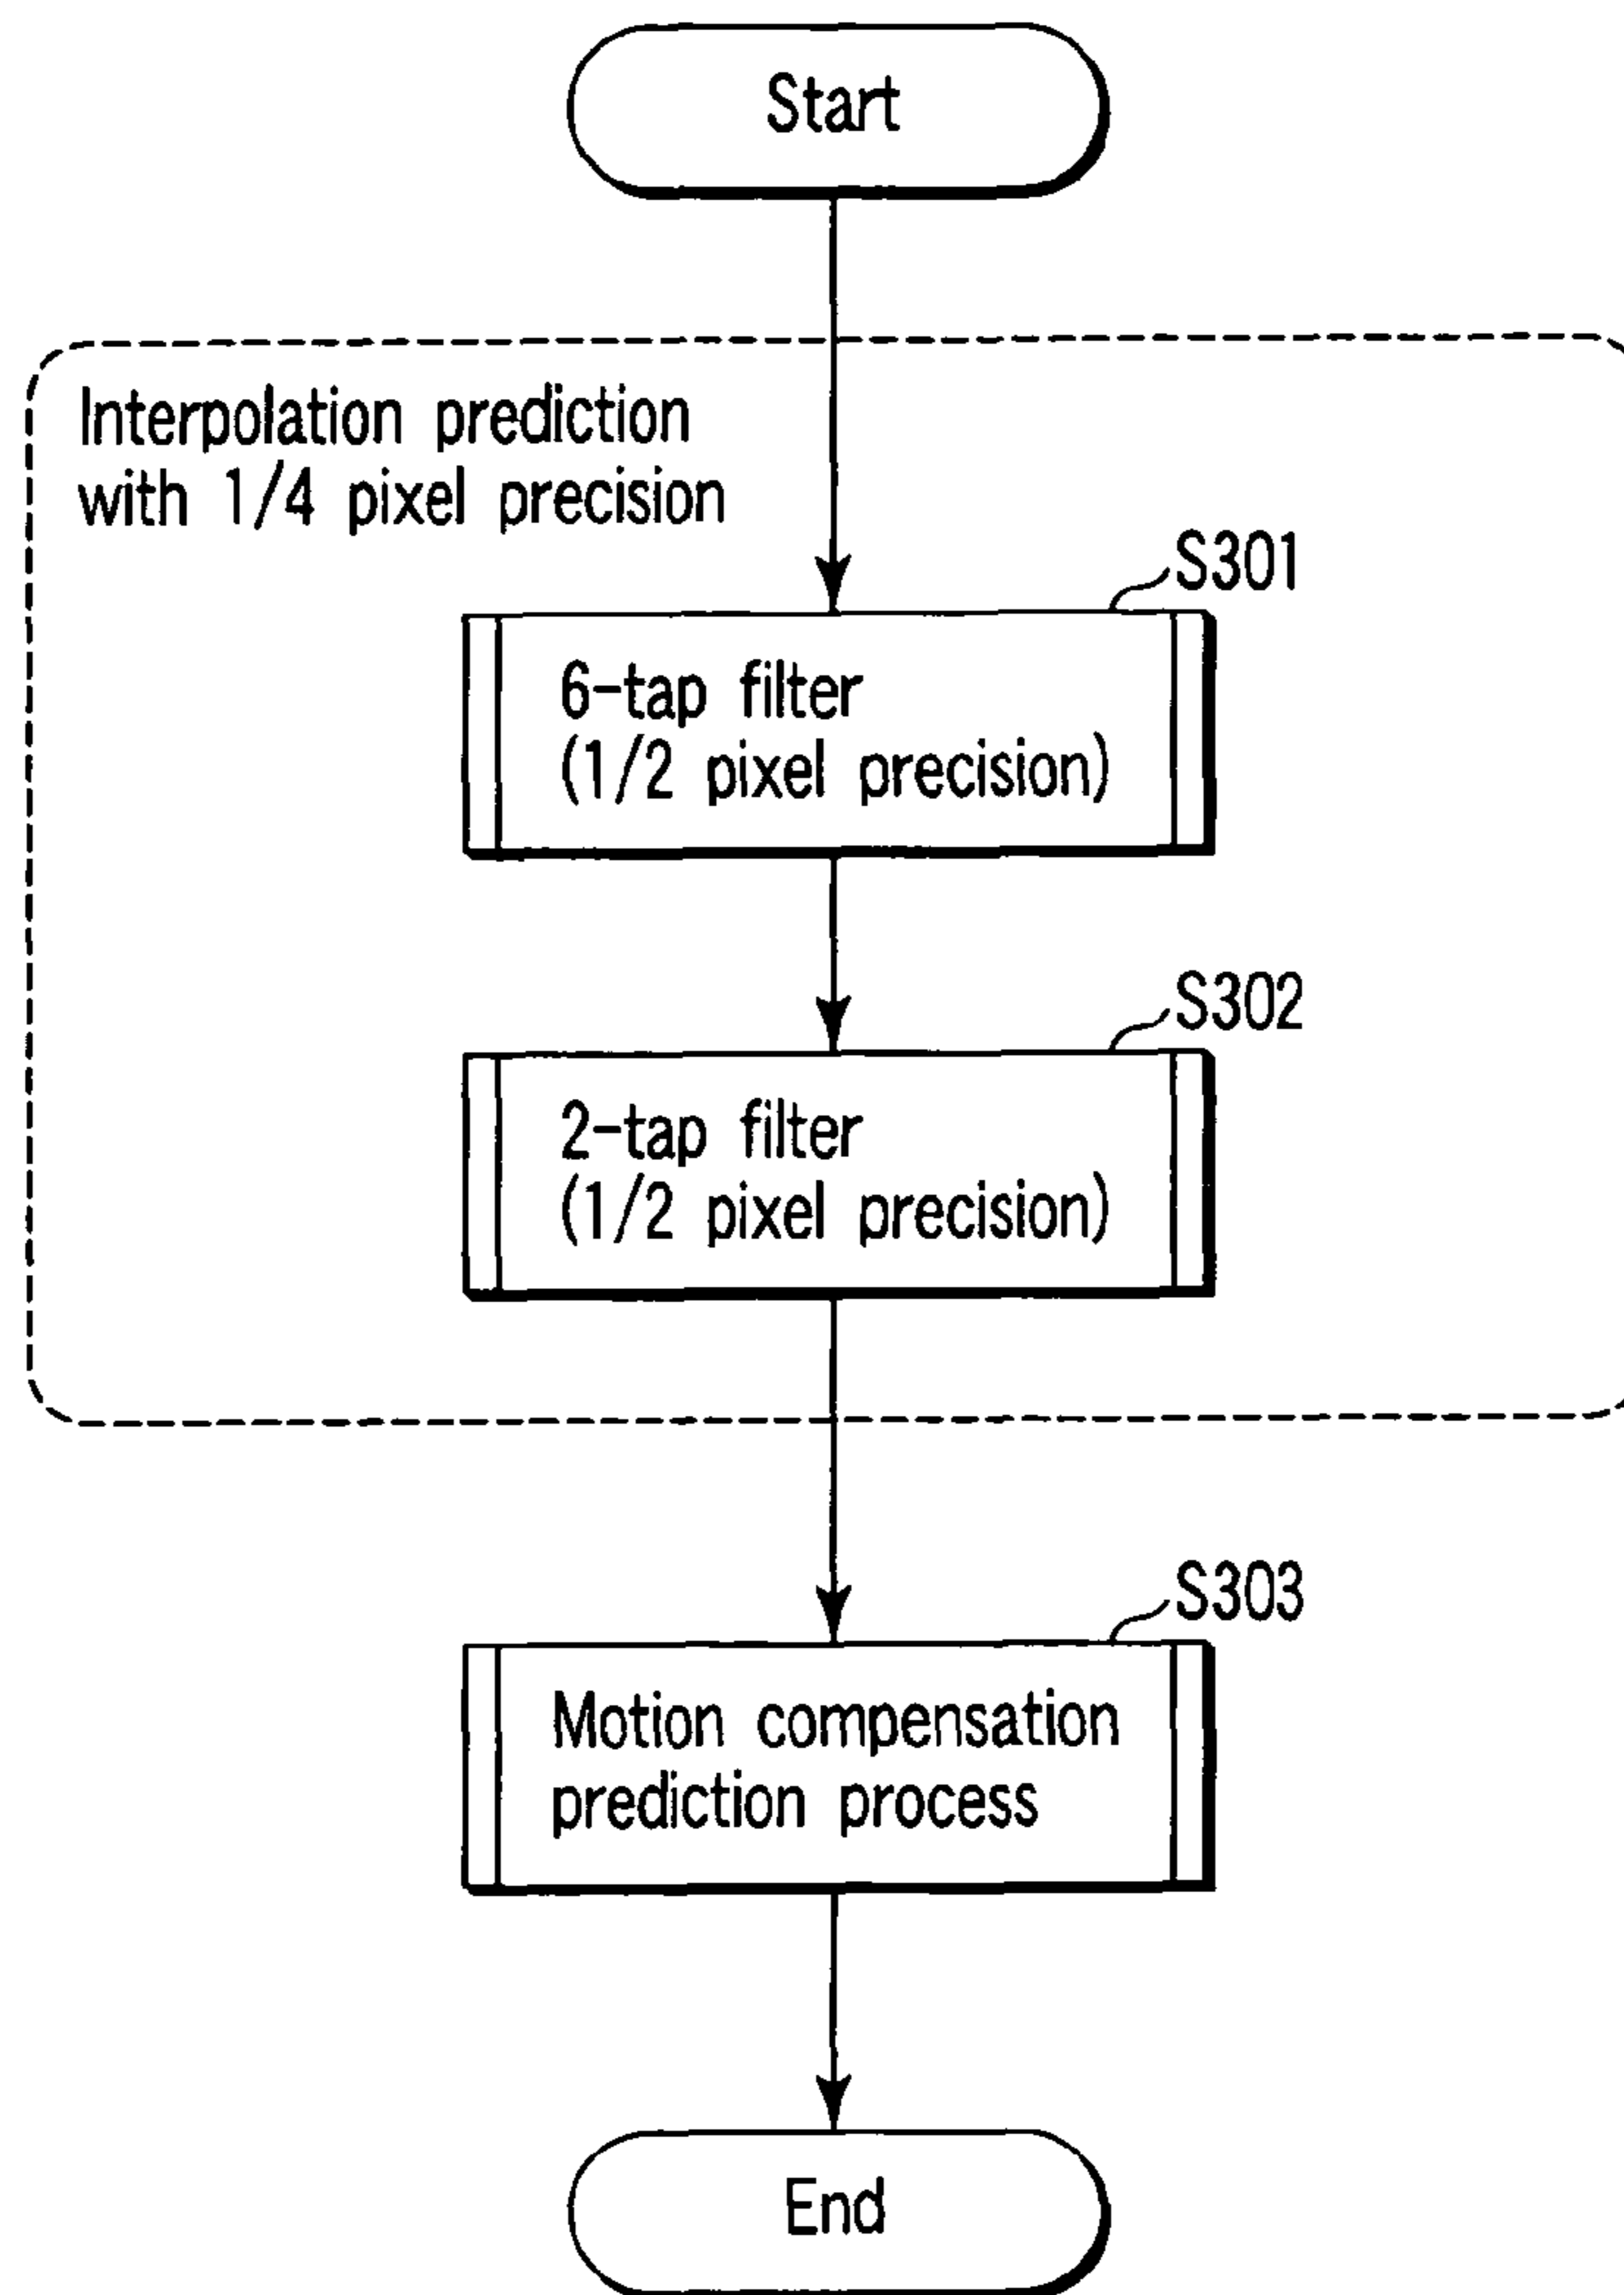 Start
Interpolation prediction
with 1/4 pixel precision
S301
6-tap filter
(1/2 pixel precision)
S302
2-tap filter
(1/2 pixel precision)
S303
Motion compensation
prediction process
End